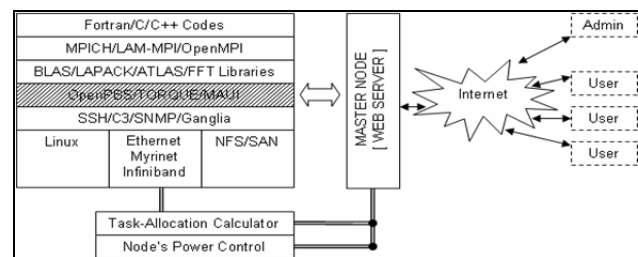 Fortran/C/C++ Codes
MPICH/LAM-MPI/OpenMPI
BLAS/LAPACK/ATLAS/FFT Libraries
OpenPBS/TORQUE/MAUI
SSH/C3/SNMP/Ganglia
Linux
Ethernet
Myrinet
Infiniband
NFS/SAN
Task-Allocation Calculator
Node's Power Control
MASTER NODE
[ WEB SERVER ]
Internet
Admin
User
User
User